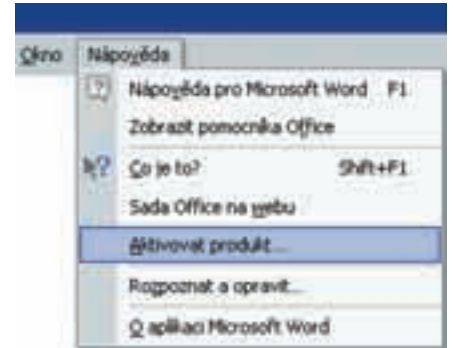 Okno Nápověda
Nápověda pro Microsoft Word F1
Zobrazit pomocníka Office
Co je to? Shift+F1
Sada Office na webu
Aktivovat produkt...
Rozpoznat a opravit...
O aplikaci Microsoft Word